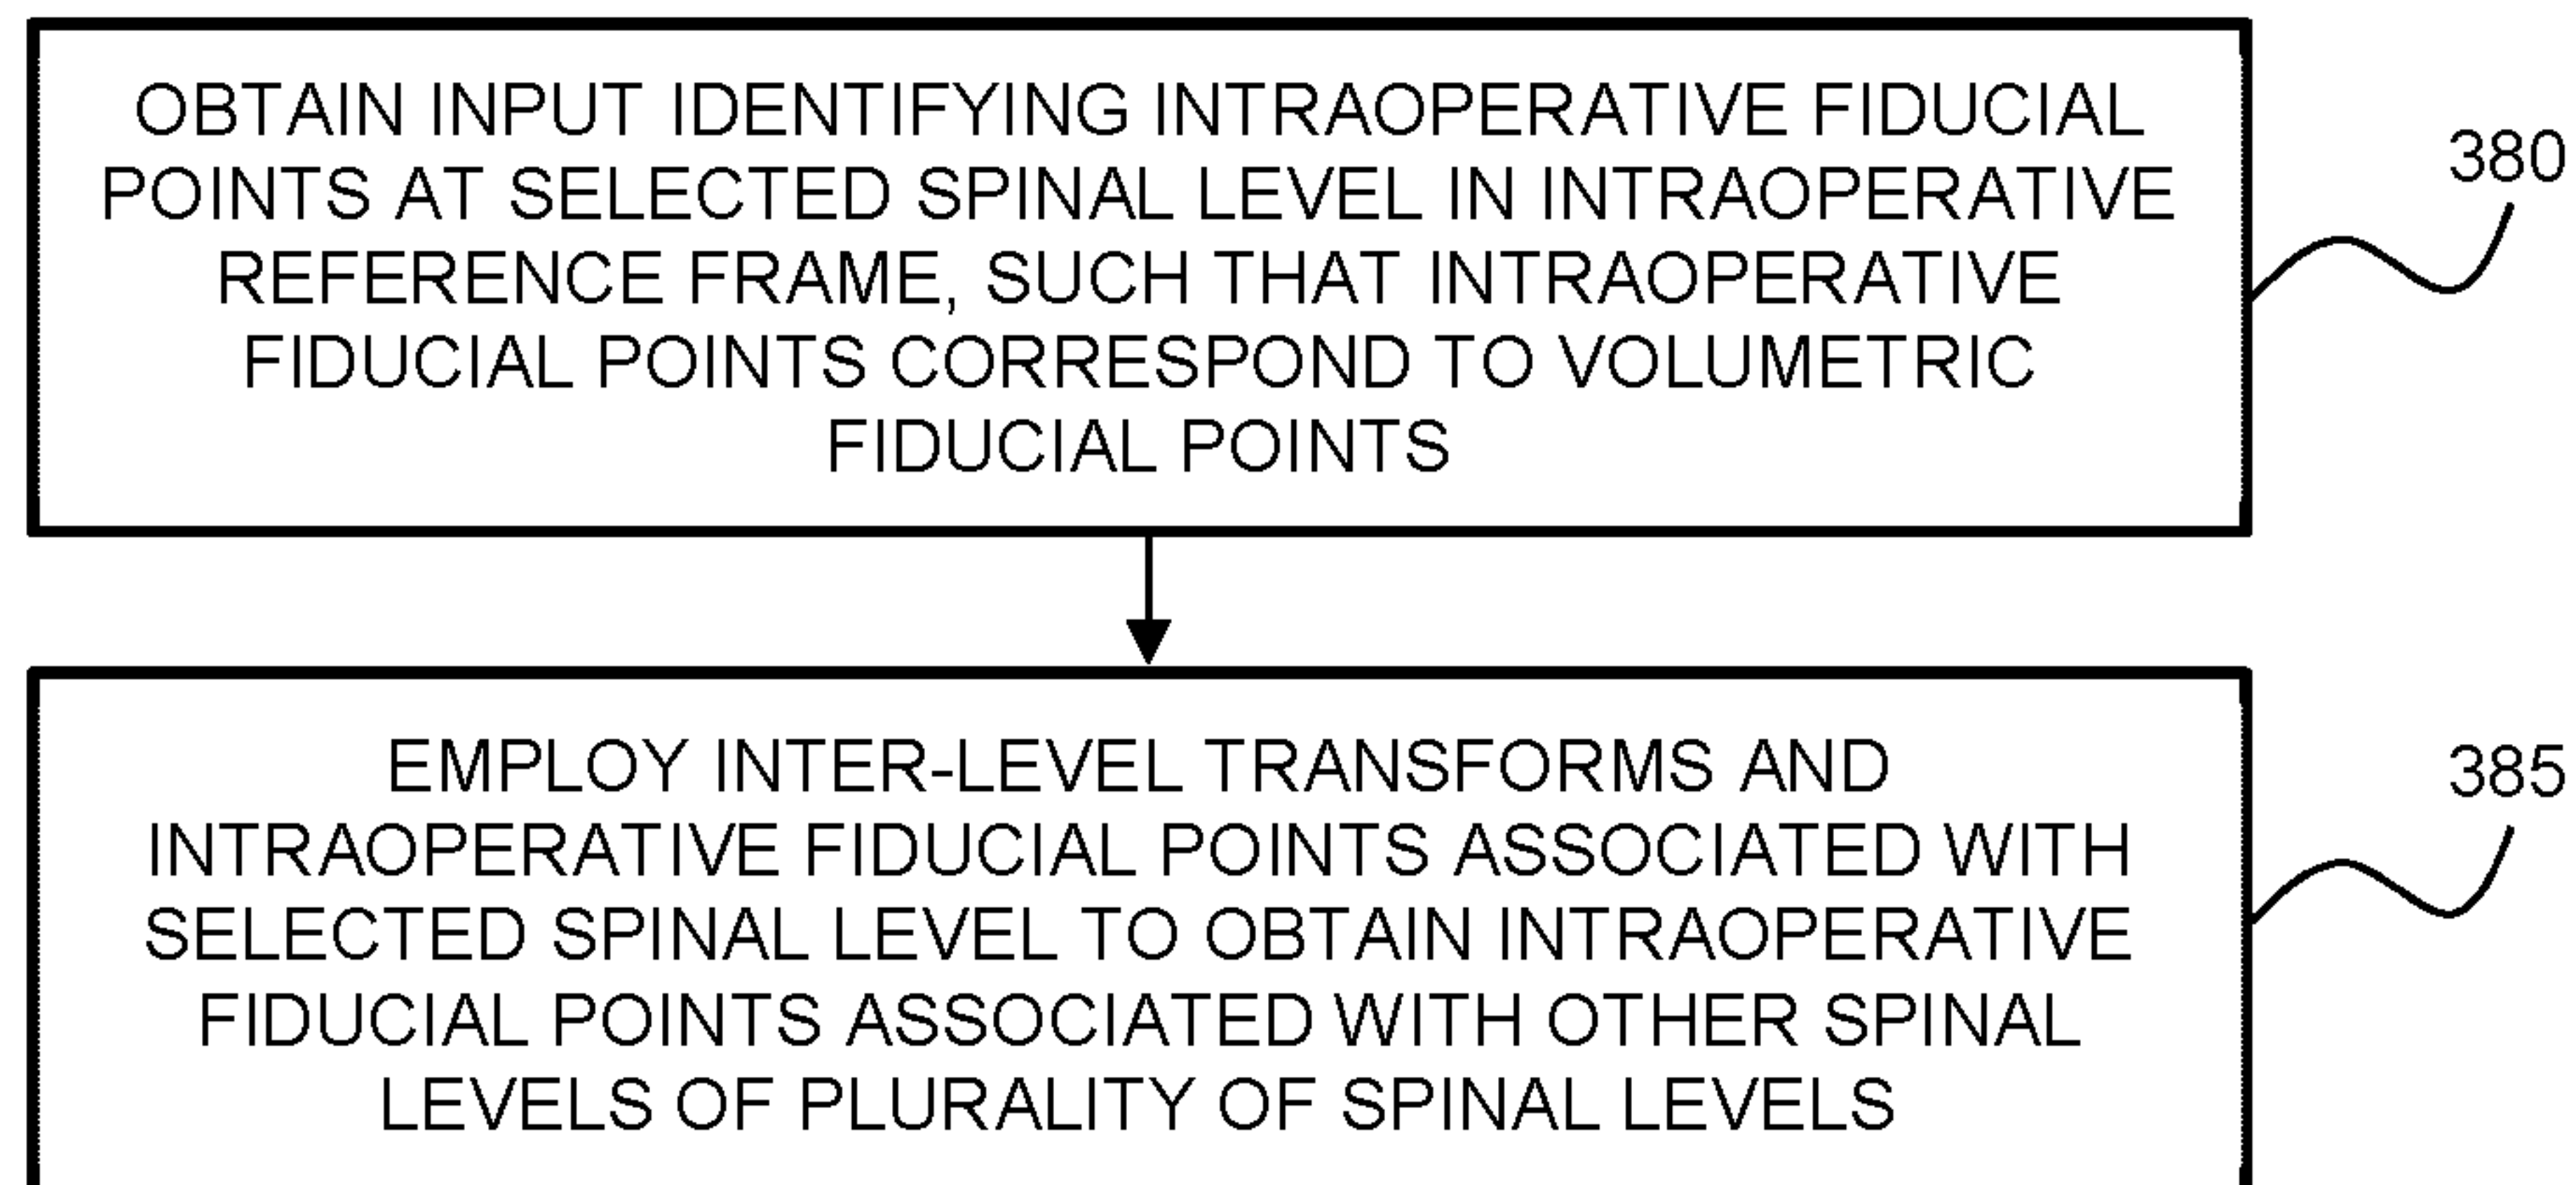 OBTAIN INPUT IDENTIFYING INTRAOPERATIVE FIDUCIAL
POINTS AT SELECTED SPINAL LEVEL IN INTRAOPERATIVE
REFERENCE FRAME, SUCH THAT INTRAOPERATIVE
FIDUCIAL POINTS CORRESPOND TO VOLUMETRIC
FIDUCIAL POINTS
380
EMPLOY INTER-LEVEL TRANSFORMS AND
INTRAOPERATIVE FIDUCIAL POINTS ASSOCIATED WITH
SELECTED SPINAL LEVEL TO OBTAIN INTRAOPERATIVE
FIDUCIAL POINTS ASSOCIATED WITH OTHER SPINAL
LEVELS OF PLURALITY OF SPINAL LEVELS
385